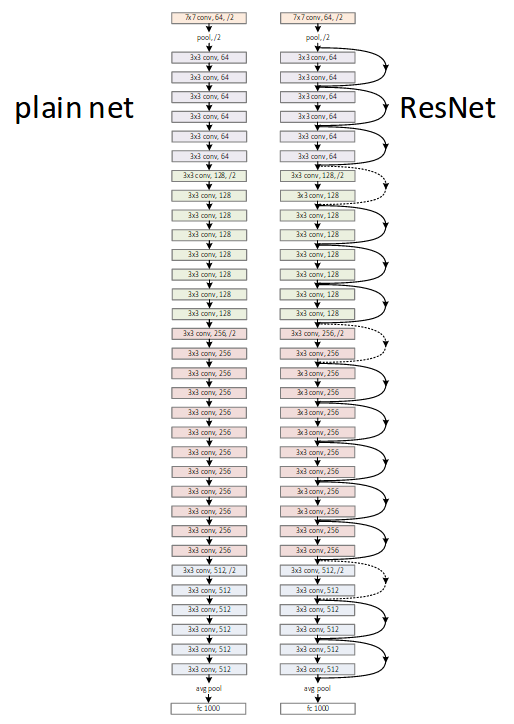 plain net
7x7 conv, 64, /2
pool, /2
3x3 conv, 64
3x3 conv, 64
3x3 conv, 64
3x3 conv, 64
3x3 conv, 64
3x3 conv, 64
3x3 conv, 128, /2
3x3 conv, 128
3x3 conv, 128
3x3 conv, 128
3x3 conv, 128
3x3 conv, 128
3x3 conv, 128
3x3 conv, 128
3x3 conv, 256, /2
3x3 conv, 256
3x3 conv, 256
3x3 conv, 256
3x3 conv, 256
3x3 conv, 256
3x3 conv, 256
3x3 conv, 256
3x3 conv, 256
3x3 conv, 256
3x3 conv, 256
3x3 conv, 256
3x3 conv, 512, /2
3x3 conv, 512
3x3 conv, 512
3x3 conv, 512
3x3 conv, 512
3x3 conv, 512
avg pool
fc 1000
ResNet
7x7 conv, 64, /2
pool, /2
3x3 conv, 64
3x3 conv, 64
3x3 conv, 64
3x3 conv, 64
3x3 conv, 64
3x3 conv, 64
3x3 conv, 128, /2
3x3 conv, 128
3x3 conv, 128
3x3 conv, 128
3x3 conv, 128
3x3 conv, 128
3x3 conv, 128
3x3 conv, 128
3x3 conv, 256, /2
3x3 conv, 256
3x3 conv, 256
3x3 conv, 256
3x3 conv, 256
3x3 conv, 256
3x3 conv, 256
3x3 conv, 256
3x3 conv, 256
3x3 conv, 256
3x3 conv, 256
3x3 conv, 256
3x3 conv, 512, /2
3x3 conv, 512
3x3 conv, 512
3x3 conv, 512
3x3 conv, 512
3x3 conv, 512
avg pool
fc 1000